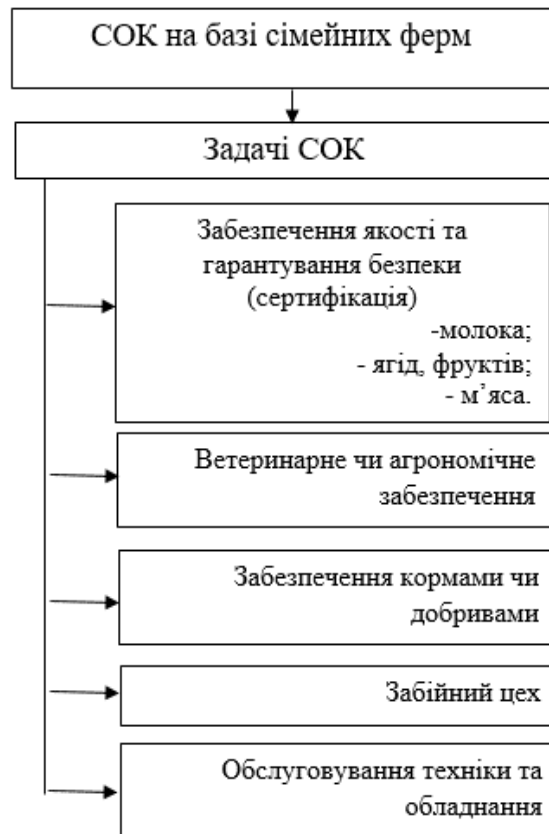 СОК на базі сімейних ферм
Задачі СОК
Забезпечення якості та
гарантування безпеки
(сертифікація)
-молока;
- ягід, фруктів;
- м’яса.
Ветеринарне чи агрономічне
забезпечення
Забезпечення кормами чи
добривами
Забійний цех
Обслуговування техніки та
обладнання